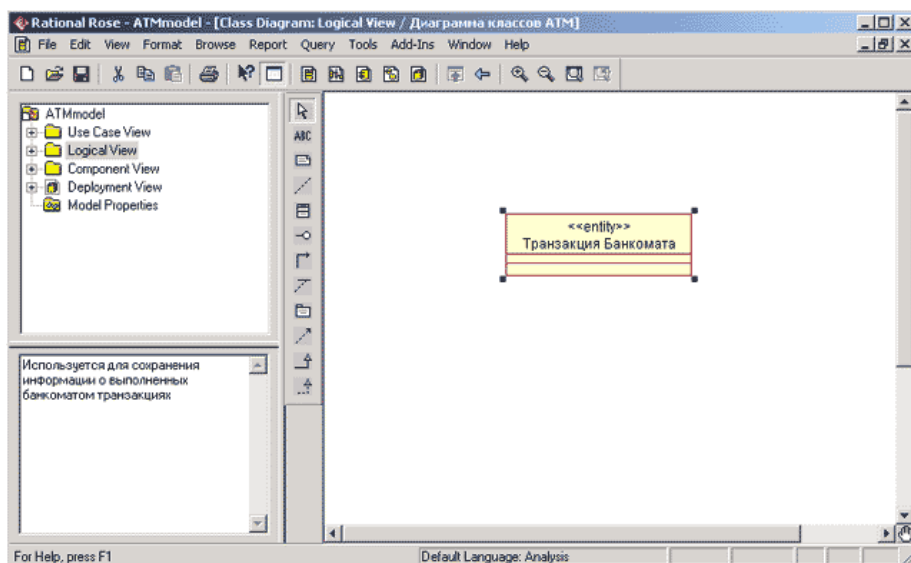 Rational Rose - ATMmodel - [Class Diagram: Logical View / Диаграмма классов ATM]
File Edit View Format Browse Report Query Tools Add-Ins Window Help
ATMmodel
Use Case View
Logical View
Component View
Deployment View
Model Properties
ABC
<<entity>>
Транзакция Банкомата
Используется для сохранения
информации о выполненных
банкоматом транзакциях
For Help, press F1
Default Language: Analysis